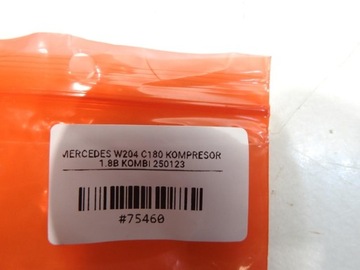 MERCEDES W204 C180 KOMPRESOR
1.8B KOMBI 250123
#75460